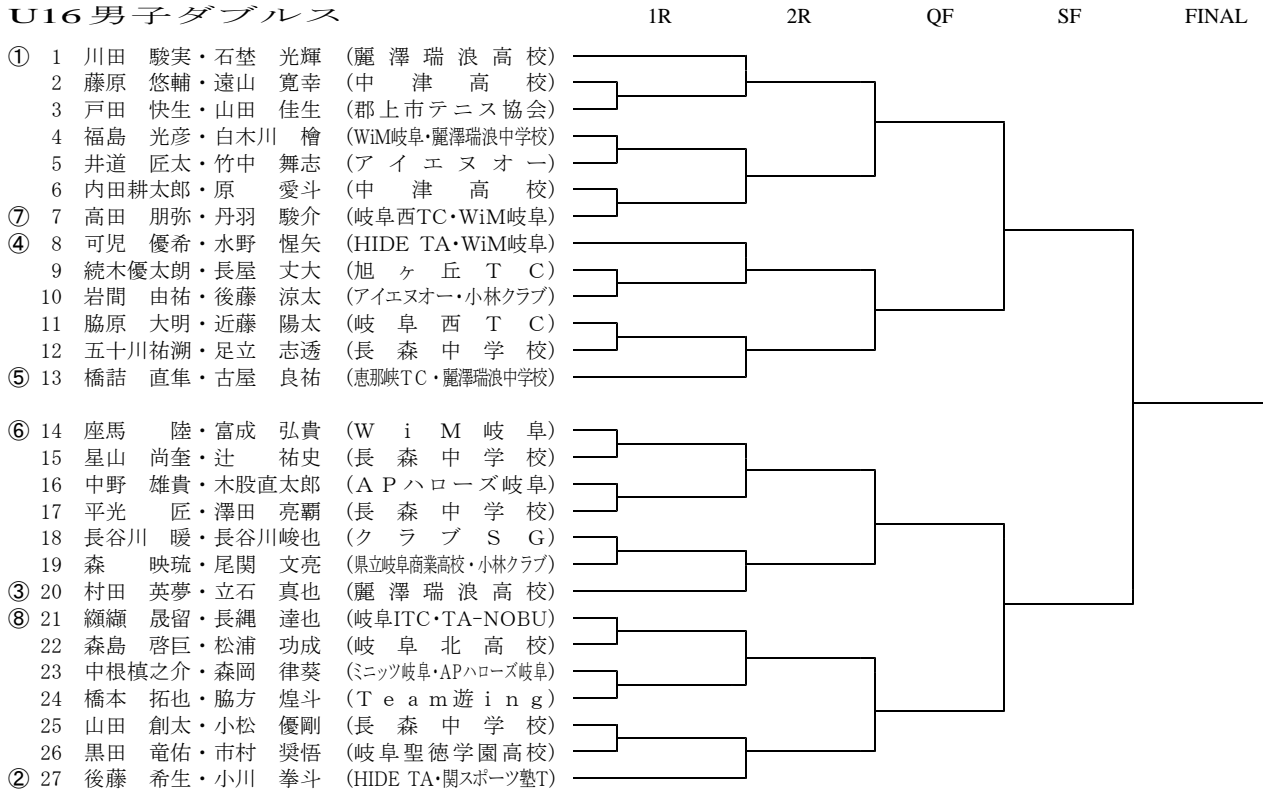 U16男子ダブルス 1R 2R QF SF FINAL
① 1 川田 駿実・石埜 光輝 (麗澤瑞浪高校)
2 藤原 悠輔・遠山 寛幸 (中津高校)
3 戸田 快生・山田 佳生 (郡上市テニス協会)
4 福島 光彦・白木川 檜 (WiM岐阜・麗澤瑞浪中学校)
5 井道 匠太・竹中 舞志 (アイエヌオー)
6 内田耕太郎・原 愛斗 (中津高校)
⑦ 7 高田 朋弥・丹羽 駿介 (岐阜西TC・WiM岐阜)
④ 8 可児 優希・水野 惺矢 (HIDE TA・WiM岐阜)
9 続木優太朗・長屋 丈大 (旭ヶ丘TC)
10 岩間 由祐・後藤 涼太 (アイエヌオー・小林クラブ)
11 脇原 大明・近藤 陽太 (岐阜西TC)
12 五十川祐溯・足立 志透 (長森中学校)
⑤ 13 橋詰 直隼・古屋 良祐 (恵那峡TC・麗澤瑞浪中学校)
⑥ 14 座馬 陸・富成 弘貴 (WiM岐阜)
15 星山 尚奎・辻 祐史 (長森中学校)
16 中野 雄貴・木股直太郎 (APハローズ岐阜)
17 平光 匠・澤田 亮覇 (長森中学校)
18 長谷川 暖・長谷川峻也 (クラブSG)
19 森 映琉・尾関 文亮 (県立岐阜商業高校・小林クラブ)
③ 20 村田 英夢・立石 真也 (麗澤瑞浪高校)
⑧ 21 纐纈 晟留・長縄 達也 (岐阜ITC・TA-NOBU)
22 森島 啓巨・松浦 功成 (岐阜北高校)
23 中根槙之介・森岡 律葵 (ミニッツ岐阜・APハローズ岐阜)
24 橋本 拓也・脇方 煌斗 (Team遊ing)
25 山田 創太・小松 優剛 (長森中学校)
26 黒田 竜佑・市村 奨悟 (岐阜聖徳学園高校)
② 27 後藤 希生・小川 拳斗 (HIDE TA・関スポーツ塾T)